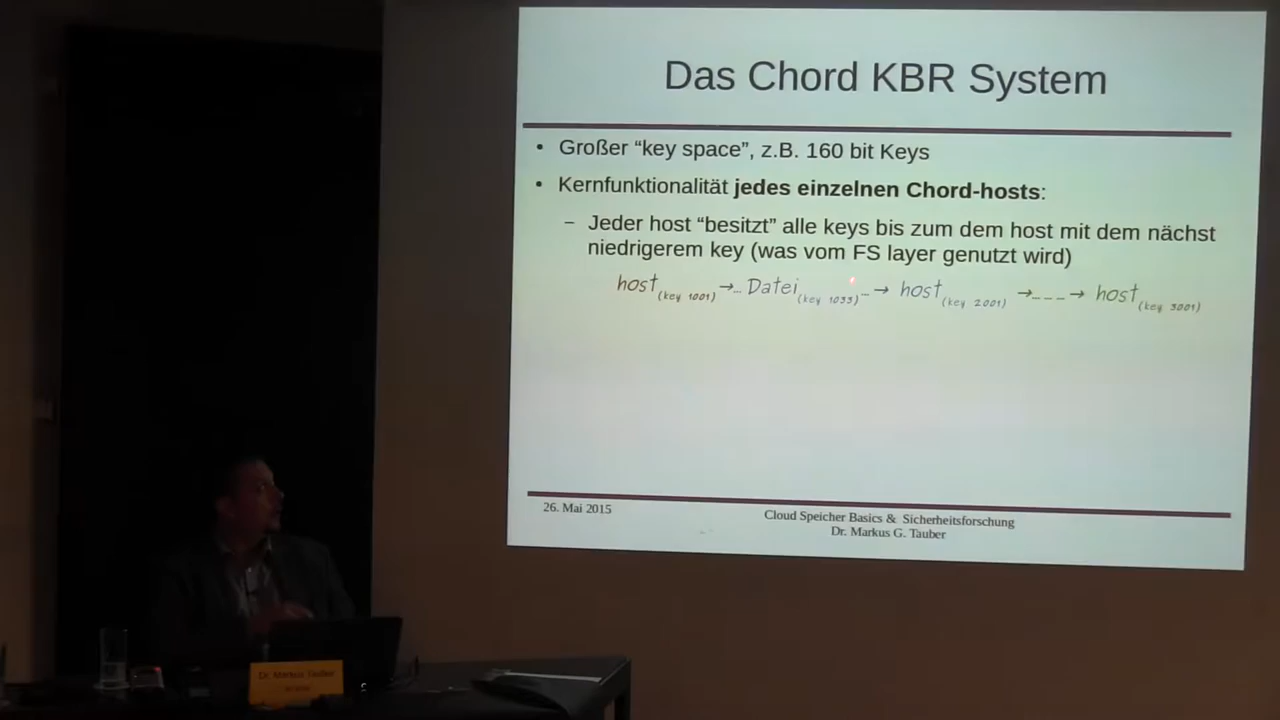 Das Chord KBR System
• Großer “key space”, z.B. 160 bit Keys
• Kernfunktionalität jedes einzelnen Chord-hosts:
– Jeder host “besitzt” alle keys bis zum dem host mit dem nächst
niedrigerem key (was vom FS layer genutzt wird)
host(key 1001)→.. Datei(key 1033)..→ host(key 2001) →.. _ _ _→ host(key 3001)
26. Mai 2015
Cloud Speicher Basics & Sicherheitsforschung
Dr. Markus G. Tauber
Dr. Markus Tauber